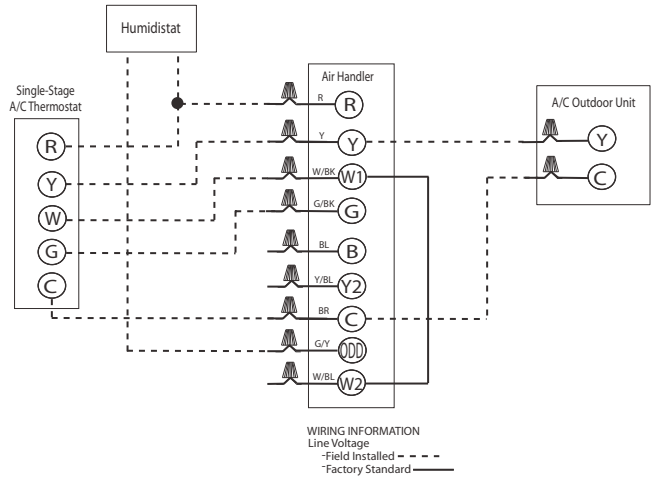 Humidistat
Single-Stage
A/C Thermostat
R
Y
W
G
C
Air Handler
R R
Y Y
W/BK W1
G/BK G
BL B
Y/BL Y2
BR C
G/Y ODD
W/BL W2
A/C Outdoor Unit
Y
C
WIRING INFORMATION
Line Voltage
-Field Installed
-Factory Standard